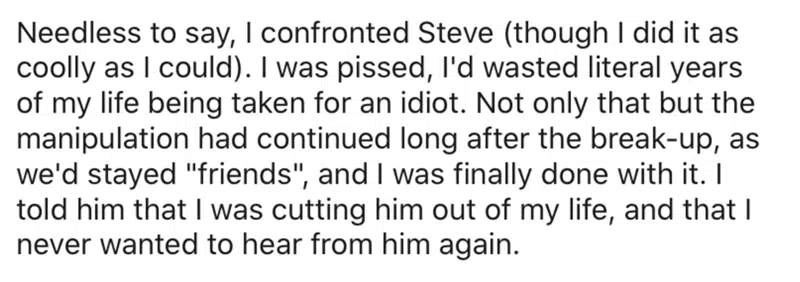 Needless to say, I confronted Steve (though I did it as
coolly as I could). I was pissed, I'd wasted literal years
of my life being taken for an idiot. Not only that but the
manipulation had continued long after the break-up, as
we'd stayed "friends", and I was finally done with it. I
told him that I was cutting him out of my life, and that I
never wanted to hear from him again.